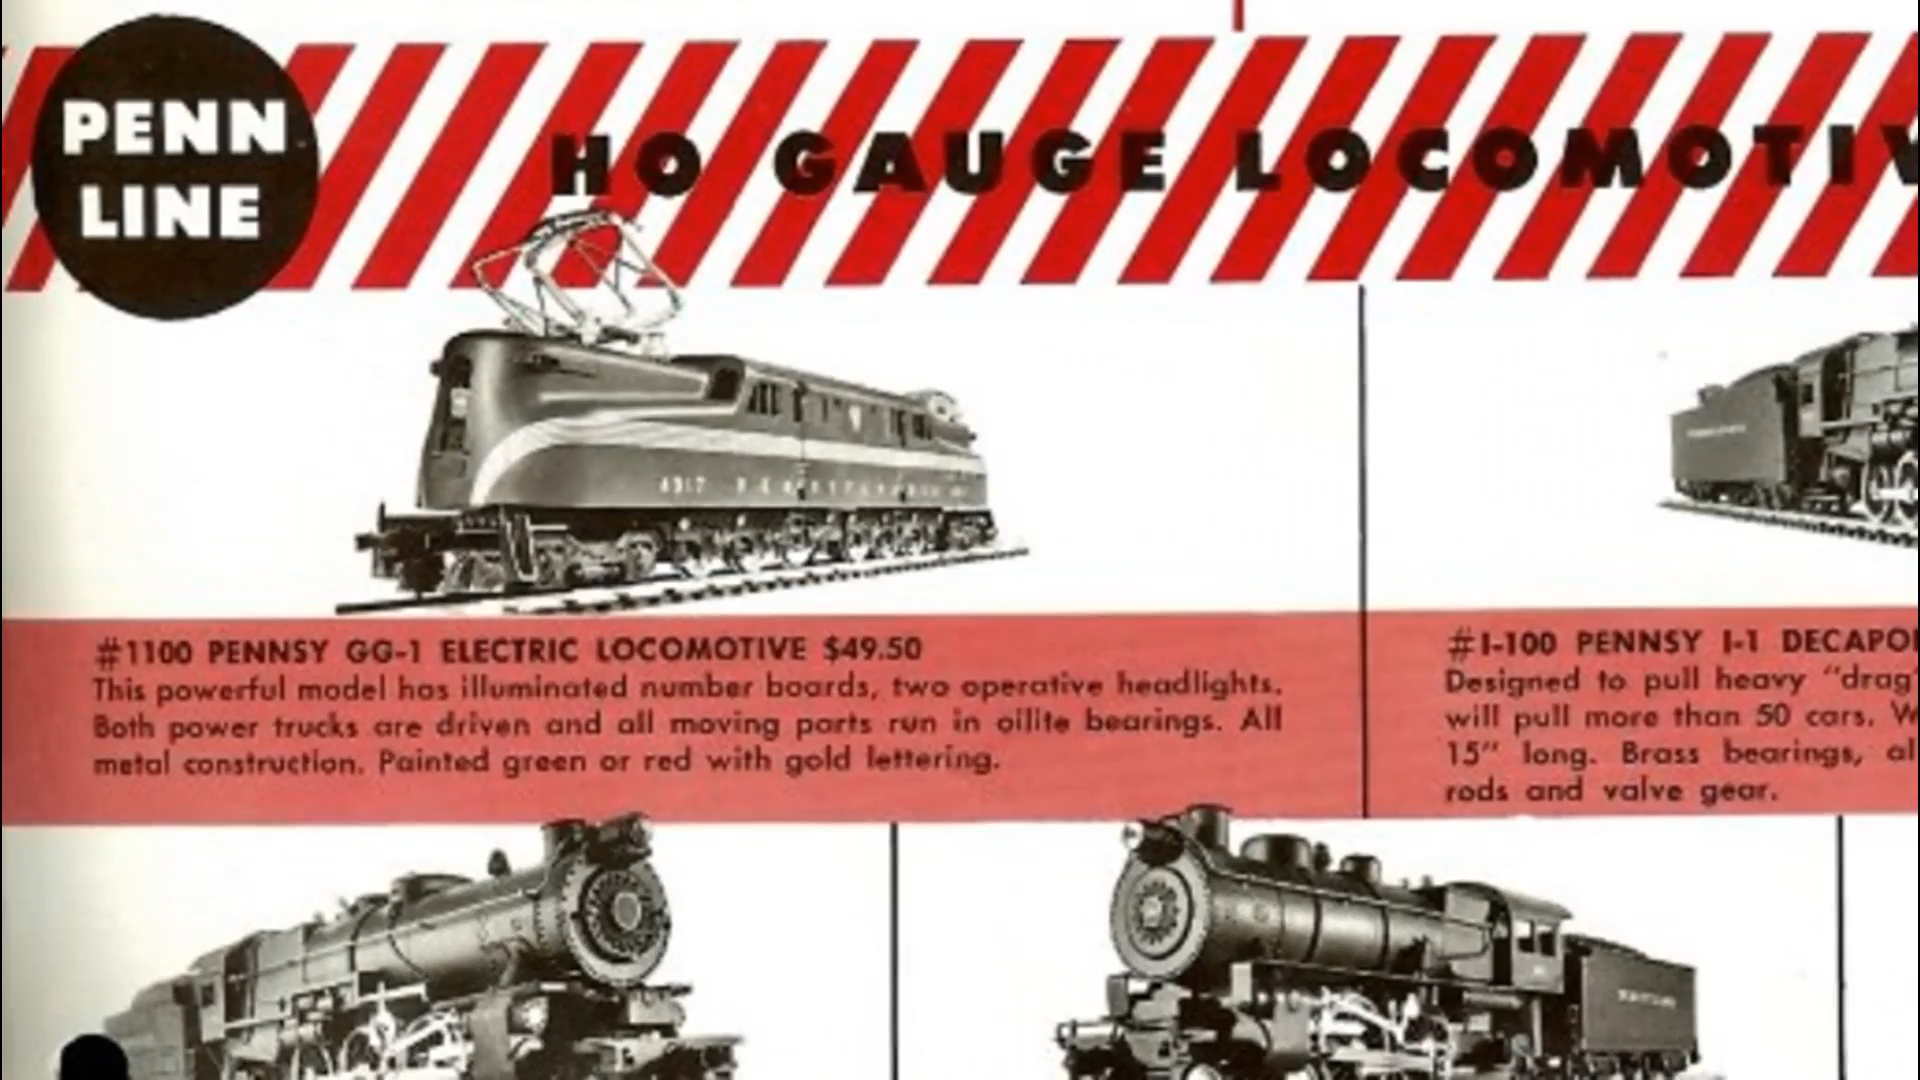 PENN
LINE
HO GAUGE LOCOMOTIV
4917
#1100 PENNSY GG-1 ELECTRIC LOCOMOTIVE $49.50
This powerful model has illuminated number boards, two operative headlights.
Both power trucks are driven and all moving parts run in oilite bearings. All
metal construction. Painted green or red with gold lettering.
#I-100 PENNSY I-1 DECAPO
Designed to pull heavy "drag"
will pull more than 50 cars. W
15" long. Brass bearings, al
rods and valve gear.